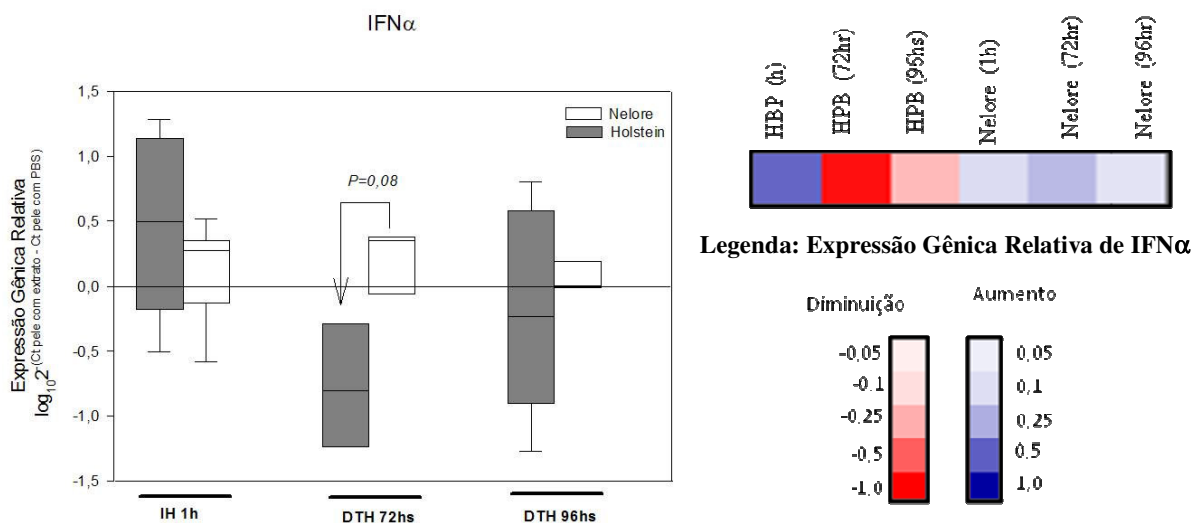 IFNα
1,5
1,0
0,5
0,0
-0,5
-1,0
-1,5
Expressão Gênica Relativa
log₁₀2⁻(Ct pele com extrato - Ct pele com PBS)
Nelore
Holstein
P=0,08
IH 1h
DTH 72hs
DTH 96hs
HBP (h)
HPB (72hr)
HPB (96hs)
Nelore (1h)
Nelore (72hr)
Nelore (96hr)
Legenda: Expressão Gênica Relativa de IFNα
Diminuição
Aumento
-0,05
-0.1
-0.25
-0.5
-1.0
0,05
0,1
0,25
0,5
1,0